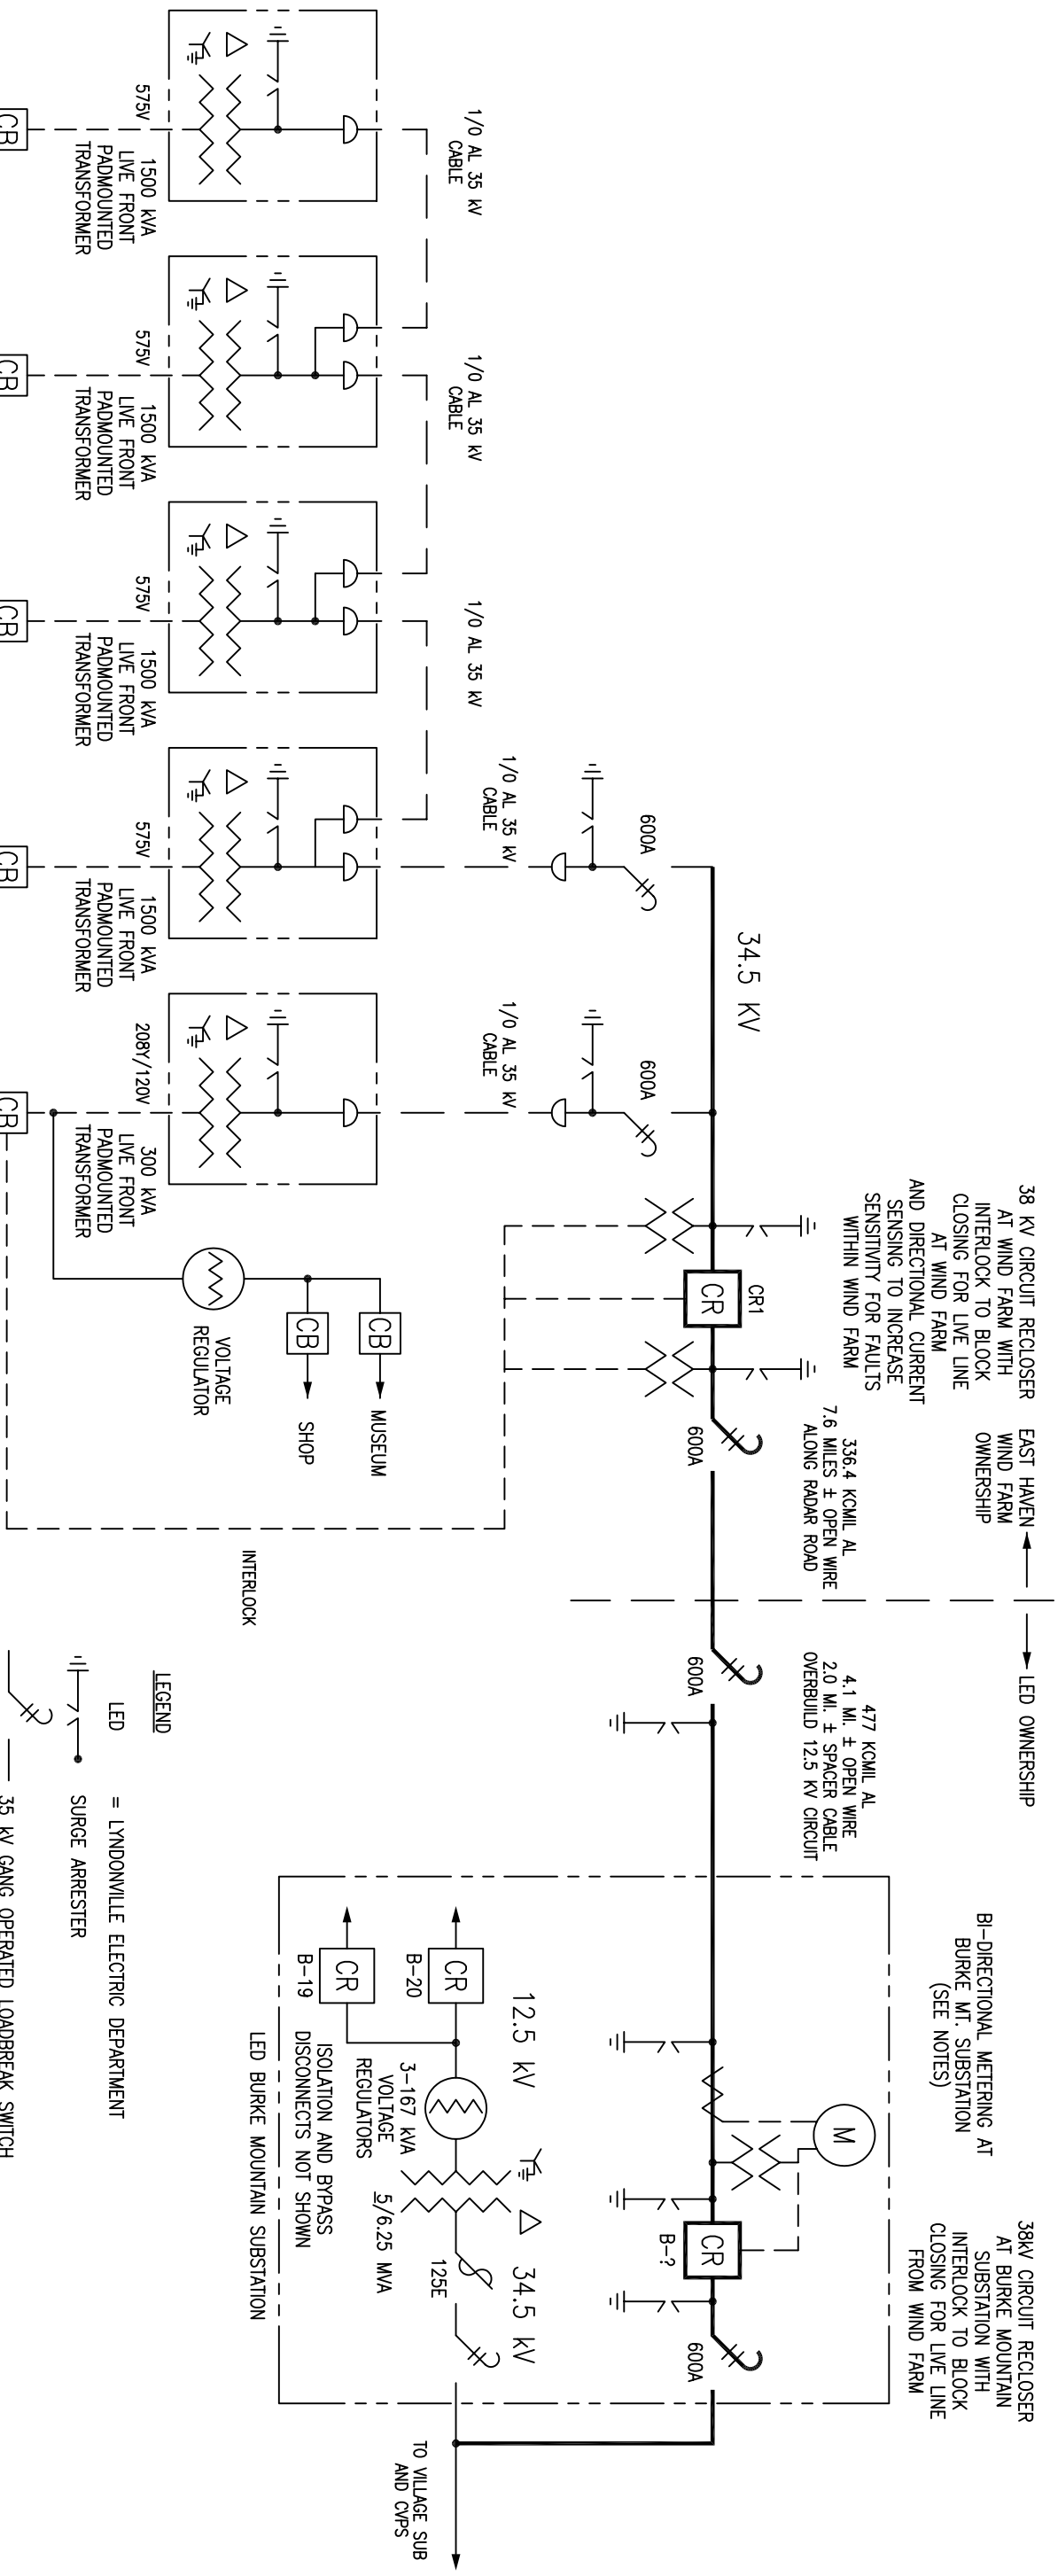 38 KV CIRCUIT RECLOSER
AT WIND FARM WITH
INTERLOCK TO BLOCK
CLOSING FOR LIVE LINE
AT WIND FARM
AND DIRECTIONAL CURRENT
SENSING TO INCREASE
SENSITIVITY FOR FAULTS
WITHIN WIND FARM
EAST HAVEN
WIND FARM
OWNERSHIP
LED OWNERSHIP
BI-DIRECTIONAL METERING AT
BURKE MT. SUBSTATION
(SEE NOTES)
38kV CIRCUIT RECLOSER
AT BURKE MOUNTAIN
SUBSTATION WITH
INTERLOCK TO BLOCK
CLOSING FOR LIVE LINE
FROM WIND FARM
34.5 KV
CR1
CR
336.4 KCMIL AL
7.6 MILES ± OPEN WIRE
ALONG RADAR ROAD
600A
477 KCMIL AL
4.1 MI. ± OPEN WIRE
2.0 MI. ± SPACER CABLE
OVERBUILD 12.5 KV CIRCUIT
600A
M
CR
B-?
600A
600A
600A
1/0 AL 35 kV
CABLE
1/0 AL 35 kV
CABLE
1/0 AL 35 kV
1/0 AL 35 kV
CABLE
1/0 AL 35 kV
CABLE
12.5 kV
34.5 kV
CR
B-20
CR
B-19
3-167 kVA
VOLTAGE
REGULATORS
5/6.25 MVA
125E
ISOLATION AND BYPASS
DISCONNECTS NOT SHOWN
LED BURKE MOUNTAIN SUBSTATION
TO VILLAGE SUB
AND CVPS
575V
1500 kVA
LIVE FRONT
PADMOUNTED
TRANSFORMER
CB
575V
1500 kVA
LIVE FRONT
PADMOUNTED
TRANSFORMER
CB
575V
1500 kVA
LIVE FRONT
PADMOUNTED
TRANSFORMER
CB
575V
1500 kVA
LIVE FRONT
PADMOUNTED
TRANSFORMER
CB
208Y/120V
300 kVA
LIVE FRONT
PADMOUNTED
TRANSFORMER
CB
VOLTAGE
REGULATOR
CB
MUSEUM
CB
SHOP
INTERLOCK
LEGEND
LED = LYNDONVILLE ELECTRIC DEPARTMENT
SURGE ARRESTER
35 kV GANG OPERATED LOADBREAK SWITCH